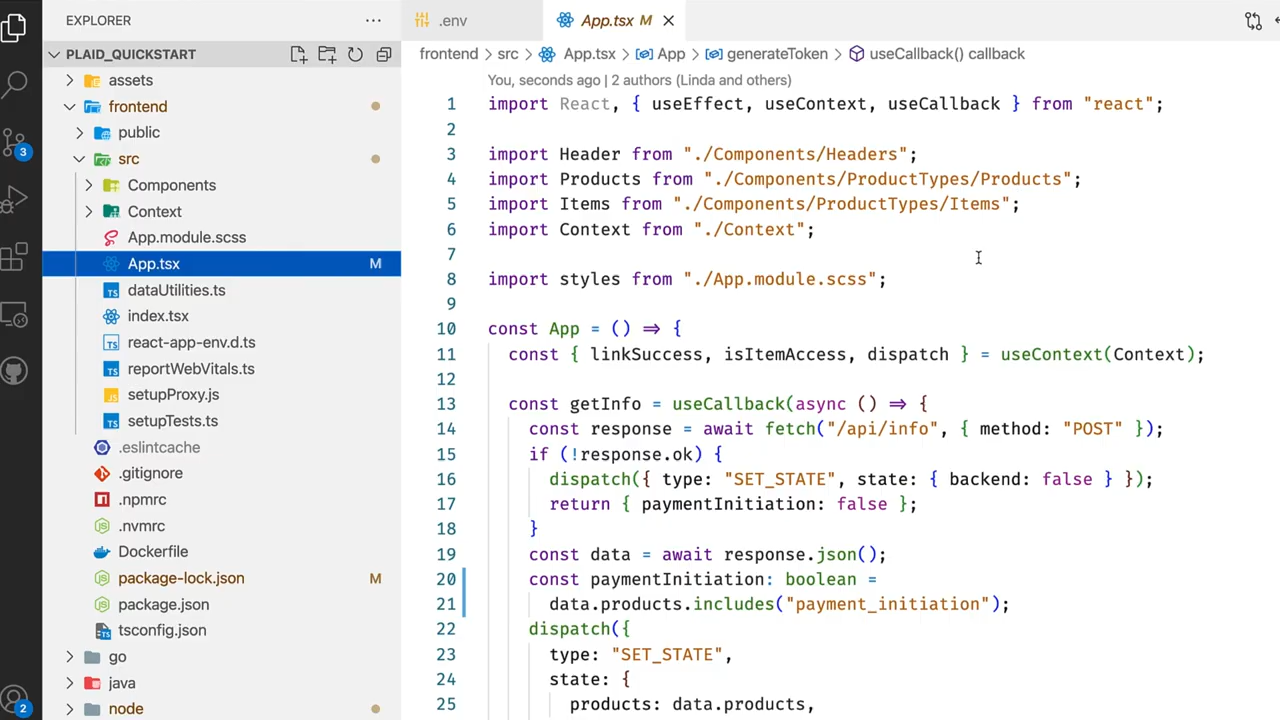 EXPLORER
PLAID_QUICKSTART
assets
frontend
public
src
Components
Context
App.module.scss
App.tsx M
dataUtilities.ts
index.tsx
react-app-env.d.ts
reportWebVitals.ts
setupProxy.js
setupTests.ts
.eslintcache
.gitignore
.npmrc
.nvmrc
Dockerfile
package-lock.json M
package.json
tsconfig.json
go
java
node
3
2
.env
App.tsx M
frontend > src > App.tsx > App > generateToken > useCallback() callback
You, seconds ago | 2 authors (Linda and others)
1 import React, { useEffect, useContext, useCallback } from "react";
2
3 import Header from "./Components/Headers";
4 import Products from "./Components/ProductTypes/Products";
5 import Items from "./Components/ProductTypes/Items";
6 import Context from "./Context";
7
8 import styles from "./App.module.scss";
9
10 const App = () => {
11 const { linkSuccess, isItemAccess, dispatch } = useContext(Context);
12
13 const getInfo = useCallback(async () => {
14 const response = await fetch("/api/info", { method: "POST" });
15 if (!response.ok) {
16 dispatch({ type: "SET_STATE", state: { backend: false } });
17 return { paymentInitiation: false };
18 }
19 const data = await response.json();
20 const paymentInitiation: boolean =
21 data.products.includes("payment_initiation");
22 dispatch({
23 type: "SET_STATE",
24 state: {
25 products: data.products,